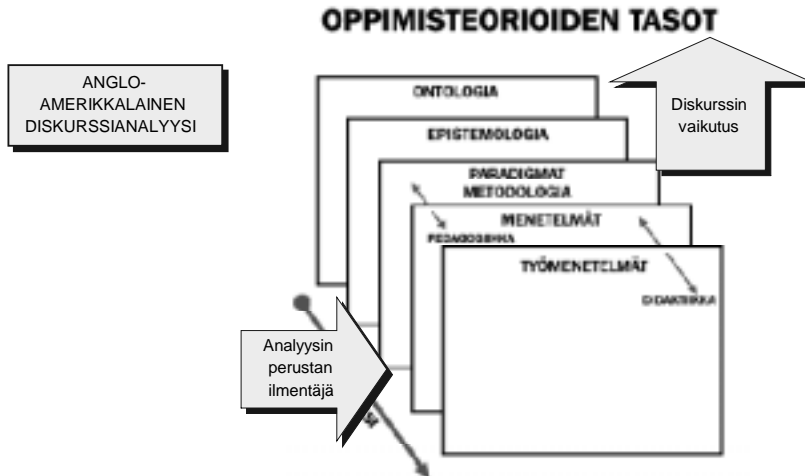 OPPIMISTEORIOIDEN TASOT
ANGLO-
AMERIKKALAINEN
DISKURSSIANALYYSI
Diskurssin
vaikutus
ONTOLOGIA
EPISTEMOLOGIA
PARADIGMAT
METODOLOGIA
MENETELMÄT
PEDAGOGIIKKA
TYÖMENETELMÄT
DIDAKTIIKKA
Analyysin
perustan
ilmentäjä